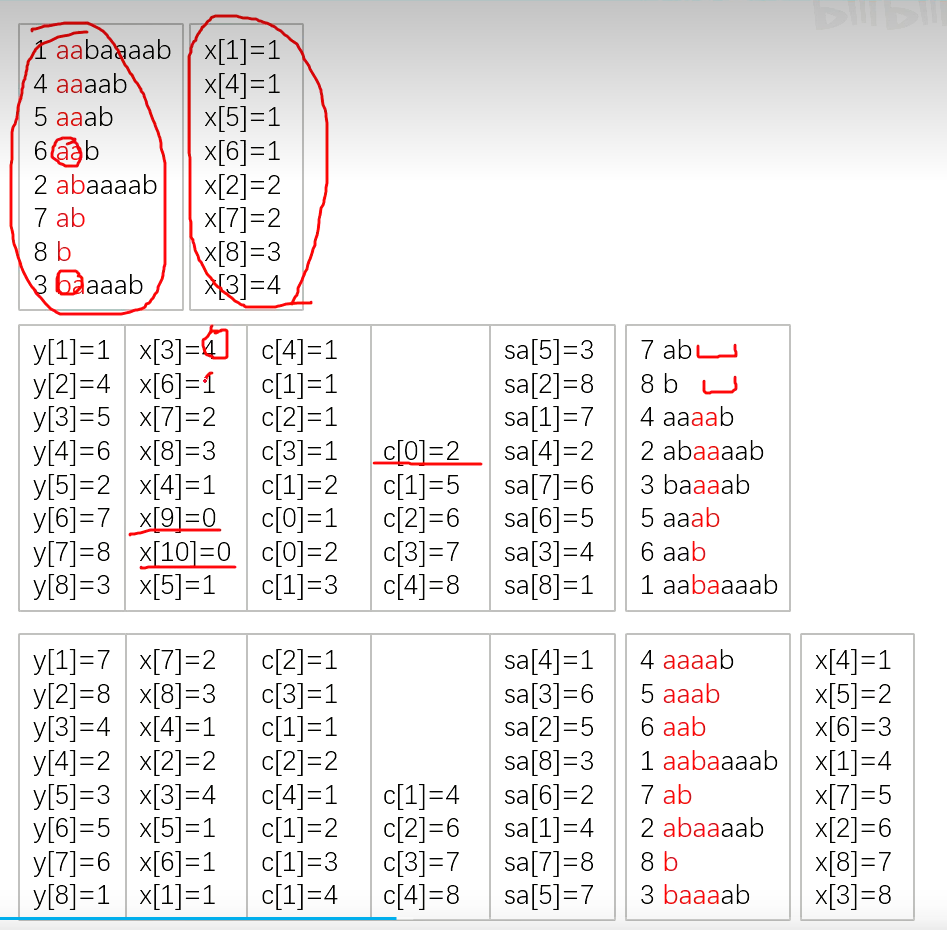 1 aabaaaab x[1]=1
4 aaaab x[4]=1
5 aaab x[5]=1
6 aab x[6]=1
2 abaaaab x[2]=2
7 ab x[7]=2
8 b x[8]=3
3 baaaab x[3]=4
y[1]=1 x[3]=4 c[4]=1 sa[5]=3 7 ab
y[2]=4 x[6]=1 c[1]=1 sa[2]=8 8 b
y[3]=5 x[7]=2 c[2]=1 sa[1]=7 4 aaaab
y[4]=6 x[8]=3 c[3]=1 c[0]=2 sa[4]=2 2 abaaaab
y[5]=2 x[4]=1 c[1]=2 c[1]=5 sa[7]=6 3 baaaab
y[6]=7 x[9]=0 c[0]=1 c[2]=6 sa[6]=5 5 aaab
y[7]=8 x[10]=0 c[0]=2 c[3]=7 sa[3]=4 6 aab
y[8]=3 x[5]=1 c[1]=3 c[4]=8 sa[8]=1 1 aabaaaab
y[1]=7 x[7]=2 c[2]=1 sa[4]=1 4 aaaab x[4]=1
y[2]=8 x[8]=3 c[3]=1 sa[3]=6 5 aaab x[5]=2
y[3]=4 x[4]=1 c[1]=1 sa[2]=5 6 aab x[6]=3
y[4]=2 x[2]=2 c[2]=2 sa[8]=3 1 aabaaaab x[1]=4
y[5]=3 x[3]=4 c[4]=1 c[1]=4 sa[6]=2 7 ab x[7]=5
y[6]=5 x[5]=1 c[1]=2 c[2]=6 sa[1]=4 2 abaaaab x[2]=6
y[7]=6 x[6]=1 c[1]=3 c[3]=7 sa[7]=8 8 b x[8]=7
y[8]=1 x[1]=1 c[1]=4 c[4]=8 sa[5]=7 3 baaaab x[3]=8